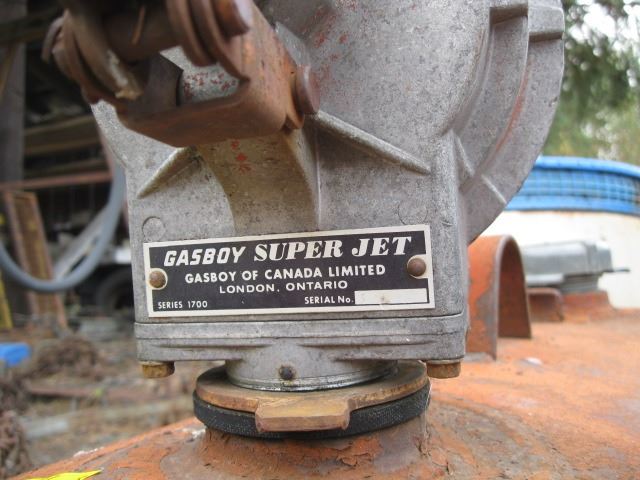 GASBOY SUPER JET
GASBOY OF CANADA LIMITED
LONDON, ONTARIO
SERIES 1700 SERIAL No.